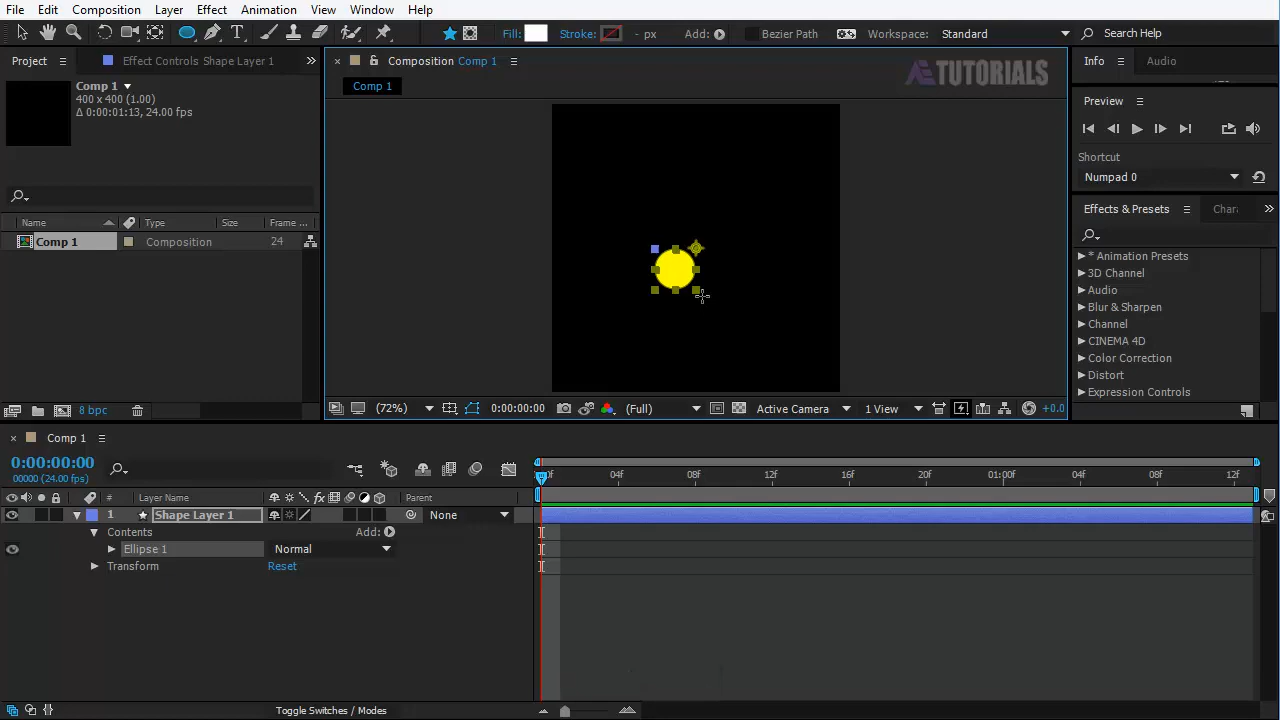 File Edit Composition Layer Effect Animation View Window Help
Fill: Stroke: - px Add: Bezier Path Workspace: Standard Search Help
Project Effect Controls Shape Layer 1
Composition Comp 1
Info Audio
AETUTORIALS
Comp 1
400 x 400 (1.00)
Δ 0:00:01:13, 24.00 fps
Comp 1
Preview
Shortcut
Numpad 0
Effects & Presets Chara
Name Type Size Frame ...
Comp 1 Composition 24
* Animation Presets
3D Channel
Audio
Blur & Sharpen
Channel
CINEMA 4D
Color Correction
Distort
Expression Controls
8 bpc
(72%) 0:00:00:00 (Full) Active Camera 1 View +0.0
Comp 1
0:00:00:00
00000 (24.00 fps)
0f 04f 08f 12f 16f 20f 01:00f 04f 08f 12f
# Layer Name fx Parent
1 Shape Layer 1 None
Contents Add:
Ellipse 1 Normal
Transform Reset
Toggle Switches / Modes